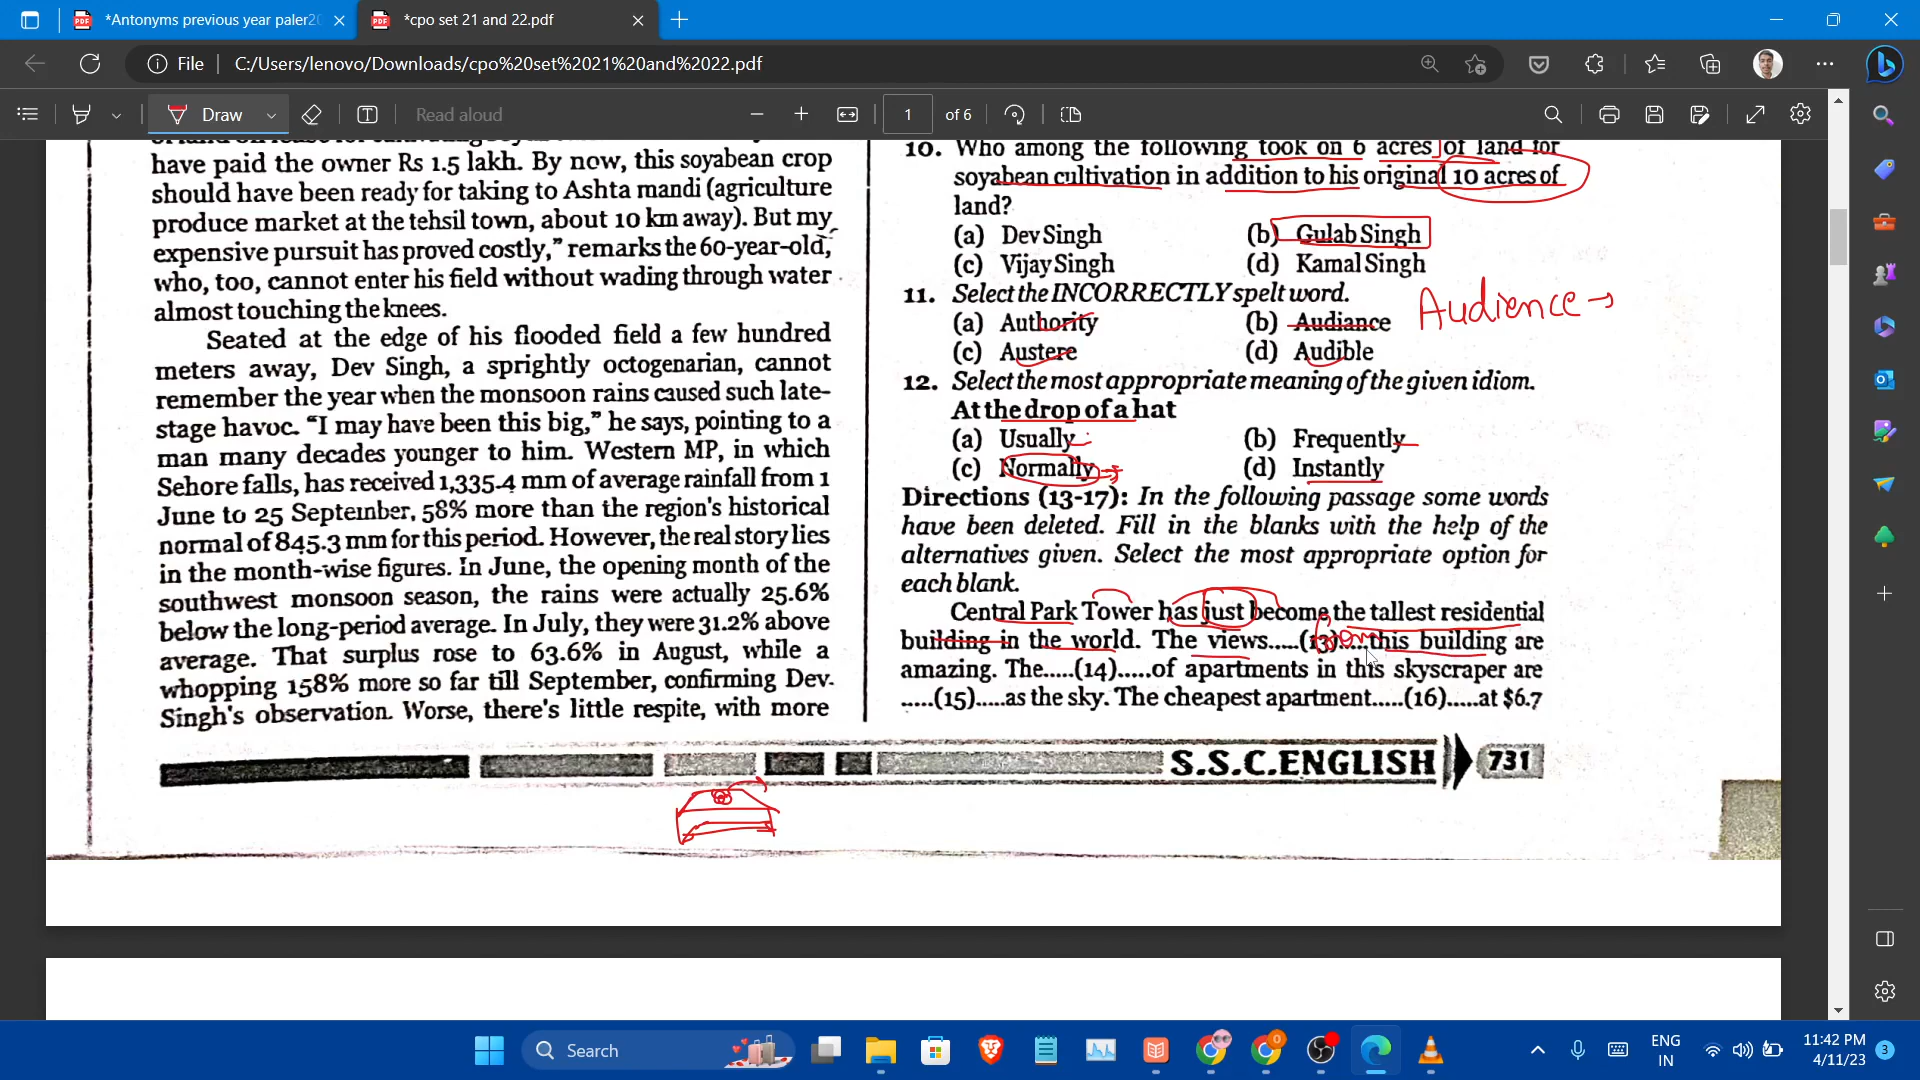 *Antonyms previous year paler20
*cpo set 21 and 22.pdf
File
C:/Users/lenovo/Downloads/cpo%20set%2021%20and%2022.pdf
Draw
Read aloud
1
of 6
have paid the owner Rs 1.5 lakh. By now, this soyabean crop
should have been ready for taking to Ashta mandi (agriculture
produce market at the tehsil town, about 10 km away). But my
expensive pursuit has proved costly,” remarks the 60-year-old,
who, too, cannot enter his field without wading through water
almost touching the knees.
Seated at the edge of his flooded field a few hundred
meters away, Dev Singh, a sprightly octogenarian, cannot
remember the year when the monsoon rains caused such late-
stage havoc. “I may have been this big,” he says, pointing to a
man many decades younger to him. Western MP, in which
Sehore falls, has received 1,335.4 mm of average rainfall from 1
June to 25 September, 58% more than the region's historical
normal of 845.3 mm for this period. However, the real story lies
in the month-wise figures. In June, the opening month of the
southwest monsoon season, the rains were actually 25.6%
below the long-period average. In July, they were 31.2% above
average. That surplus rose to 63.6% in August, while a
whopping 158% more so far till September, confirming Dev
Singh's observation. Worse, there's little respite, with more
10. Who among the following took on 6 acres of land for
soyabean cultivation in addition to his original 10 acres of
land?
(a) Dev Singh (b) Gulab Singh
(c) Vijay Singh (d) Kamal Singh
11. Select the INCORRECTLY spelt word.
(a) Authority (b) Audiance
Audience →
(c) Austere (d) Audible
12. Select the most appropriate meaning of the given idiom.
At the drop of a hat
(a) Usually (b) Frequently
(c) Normally (d) Instantly
Directions (13-17): In the following passage some words
have been deleted. Fill in the blanks with the help of the
alternatives given. Select the most appropriate option for
each blank.
Central Park Tower has just become the tallest residential
building in the world. The views.....(13).....this building are
from
amazing. The.....(14).....of apartments in this skyscraper are
.....(15).....as the sky. The cheapest apartment.....(16).....at $6.7
S.S.C.ENGLISH 731
Search
ENG
IN
11:42 PM
4/11/23
3